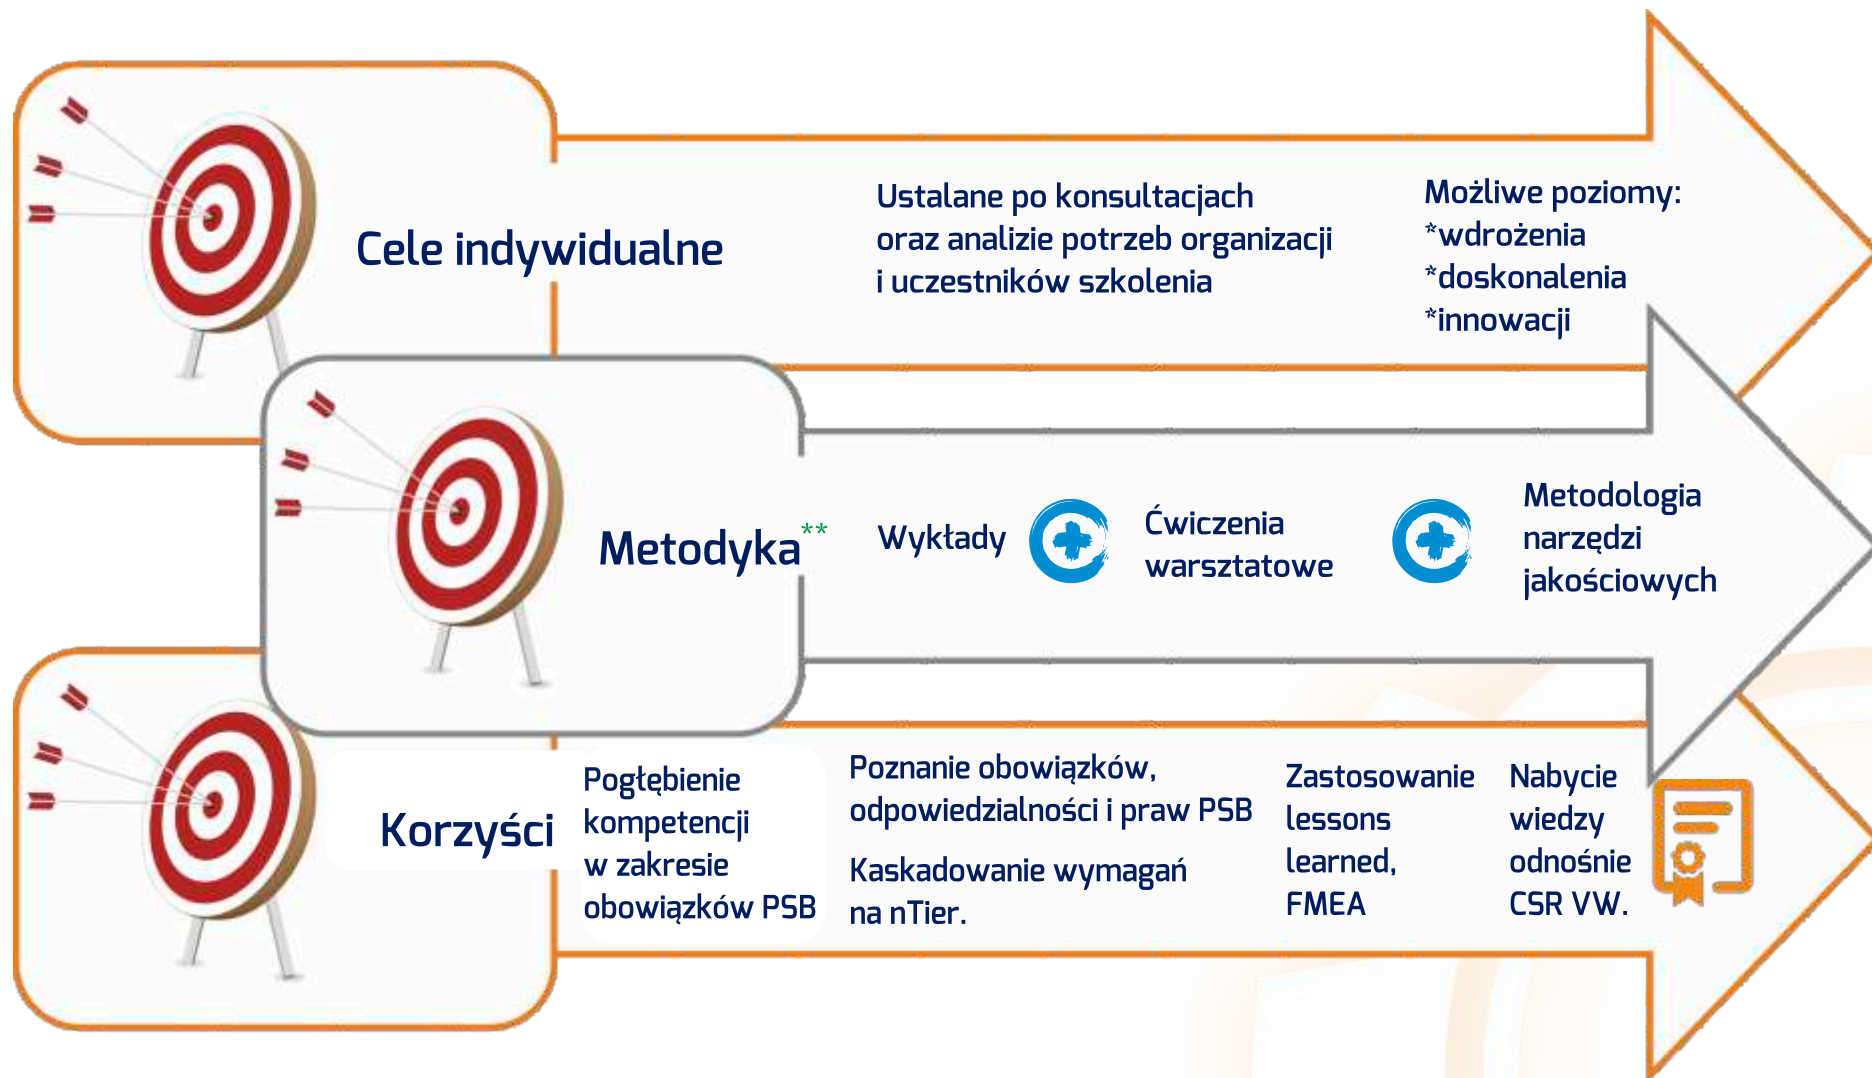 Cele indywidualne
Ustalane po konsultacjach
oraz analizie potrzeb organizacji
i uczestników szkolenia
Możliwe poziomy:
*wdrożenia
*doskonalenia
*innowacji
Metodyka**
Wykłady
Ćwiczenia
warsztatowe
Metodologia
narzędzi
jakościowych
Korzyści
Pogłębienie
kompetencji
w zakresie
obowiązków PSB
Poznanie obowiązków,
odpowiedzialności i praw PSB
Kaskadowanie wymagań
na nTier.
Zastosowanie
lessons
learned,
FMEA
Nabycie
wiedzy
odnośnie
CSR VW.